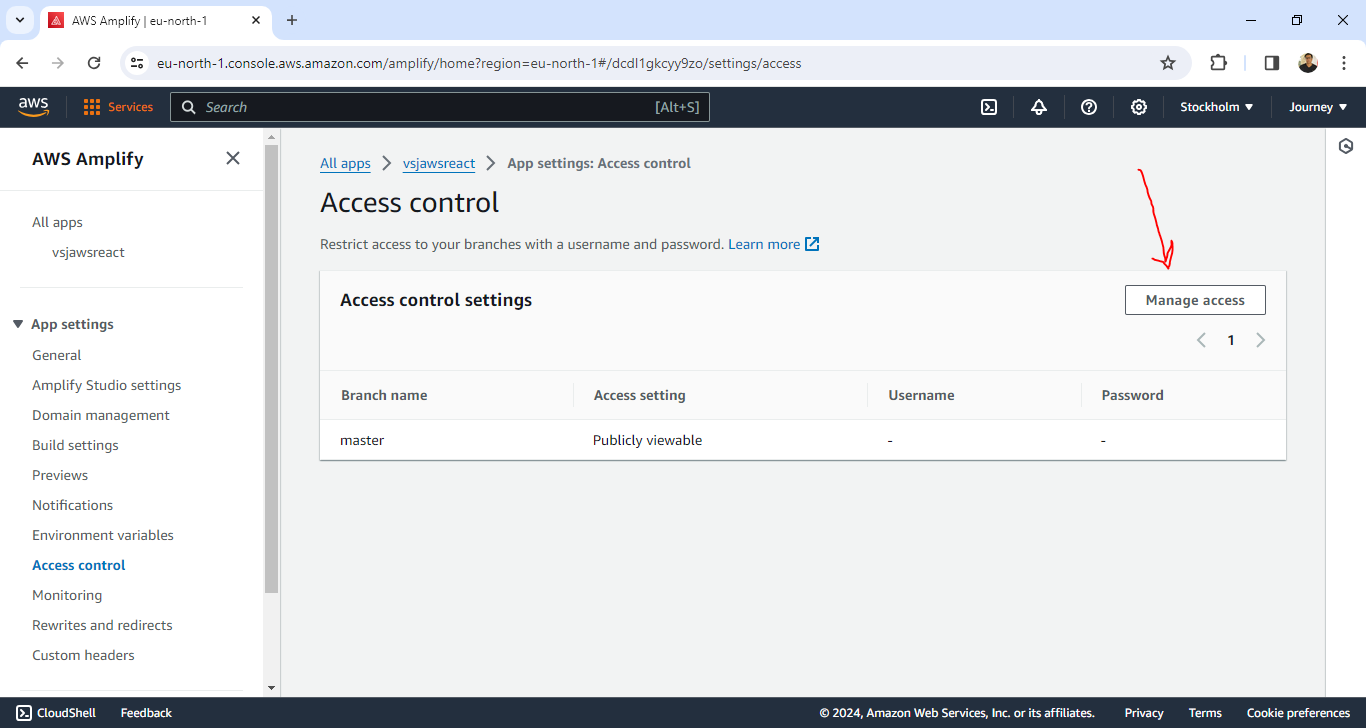 AWS Amplify | eu-north-1
eu-north-1.console.aws.amazon.com/amplify/home?region=eu-north-1#/dcdl1gkcyy9zo/settings/access
aws Services Search [Alt+S] Stockholm Journey
AWS Amplify
All apps
vsjawsreact
App settings
General
Amplify Studio settings
Domain management
Build settings
Previews
Notifications
Environment variables
Access control
Monitoring
Rewrites and redirects
Custom headers
All apps vsjawsreact App settings: Access control
Access control
Restrict access to your branches with a username and password. Learn more
Access control settings Manage access
1
Branch name Access setting Username Password
master Publicly viewable - -
CloudShell Feedback © 2024, Amazon Web Services, Inc. or its affiliates. Privacy Terms Cookie preferences